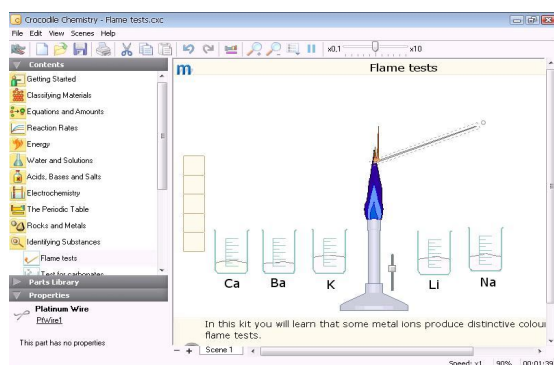 Crocodile Chemistry - Flame tests.cxc
File Edit View Scenes Help
x0.1 x10
Contents
Getting Started
Classifying Materials
Equations and Amounts
Reaction Rates
Energy
Water and Solutions
Acids, Bases and Salts
Electrochemistry
The Periodic Table
Rocks and Metals
Identifying Substances
Flame tests
Test for carbonates
Parts Library
Properties
Platinum Wire
PtWire1
This part has no properties
m
Flame tests
Ca Ba K Li Na
In this kit you will learn that some metal ions produce distinctive colou
flame tests.
Scene 1
Speed: x1 90% 00:01:39